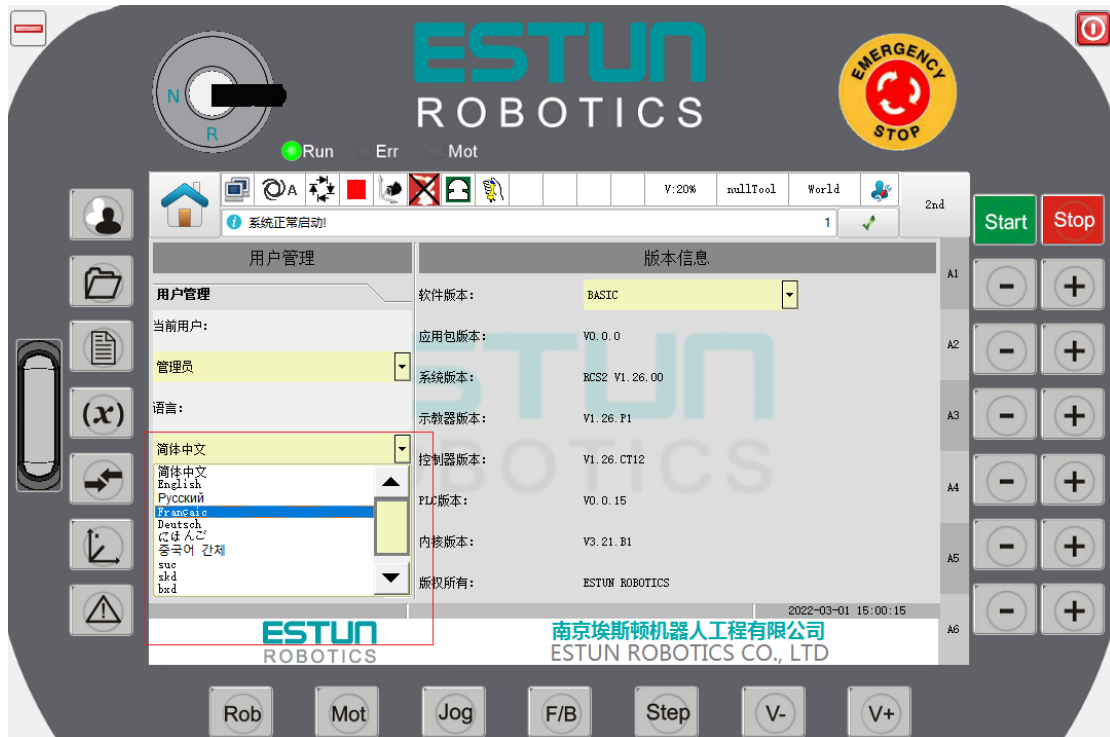 ESTUN
ROBOTICS
N
R
EMERGENCY
STOP
Run Err Mot
A
V:20% nullTool World
2nd
系统正常启动!
1
Start Stop
用户管理
版本信息
用户管理
软件版本: BASIC
当前用户:
应用包版本: V0.0.0
管理员
系统版本: RCS2 V1.26.00
语言:
示教器版本: V1.26.P1
简体中文
控制器版本: V1.26.CT12
简体中文
English
Русский
Françaic
Deutsch
にほんご
중국어 간체
suc
skd
bxd
PLC版本: V0.0.15
内核版本: V3.21.B1
版权所有: ESTUN ROBOTICS
2022-03-01 15:00:15
A1
A2
A3
A4
A5
A6
(x)
ESTUN
ROBOTICS
ESTUN
ROBOTICS
南京埃斯顿机器人工程有限公司
ESTUN ROBOTICS CO., LTD
Rob Mot Jog F/B Step V- V+